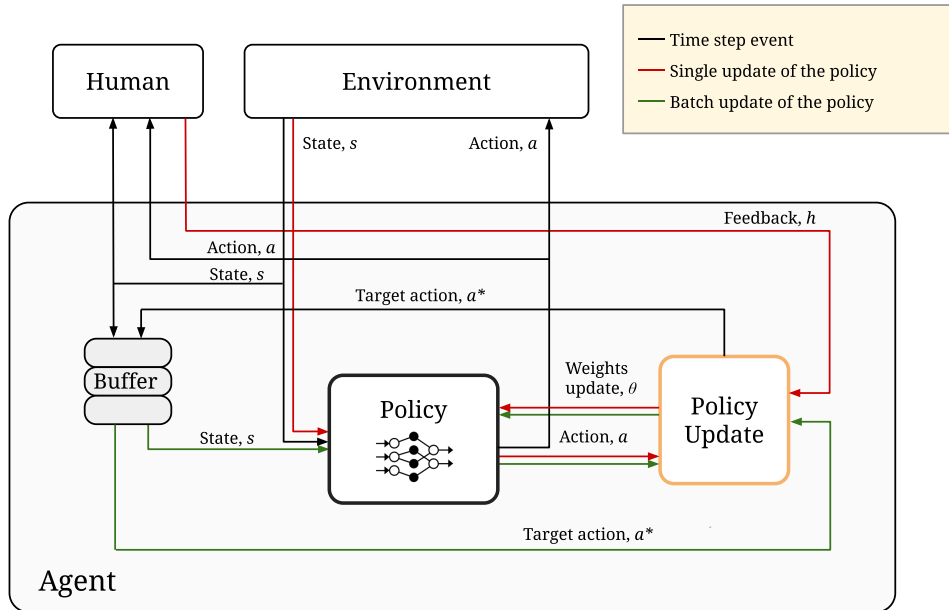 Time step event
Single update of the policy
Batch update of the policy
Human
Environment
State, s
Action, a
Feedback, h
Action, a
State, s
Target action, a*
Buffer
Weights
update, θ
Policy
Policy
Update
Action, a
State, s
Target action, a*
Agent